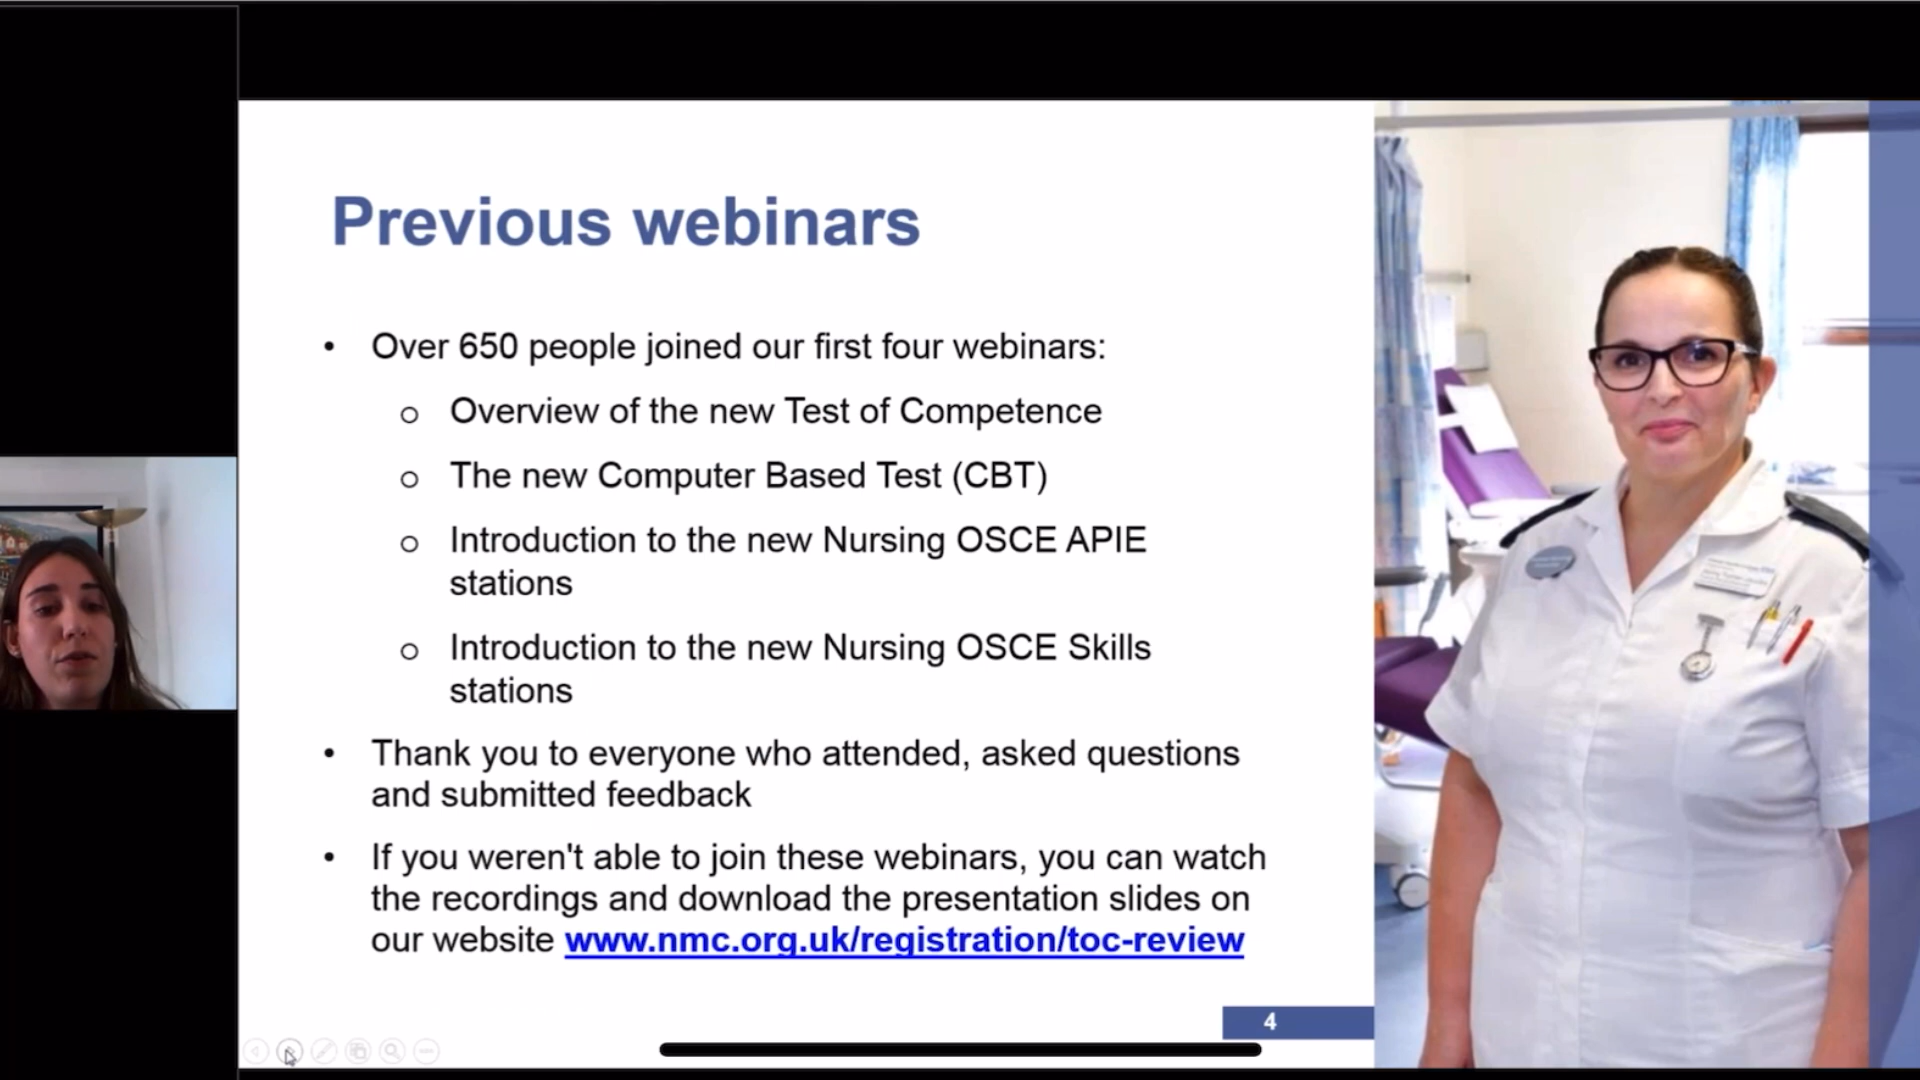 Previous webinars
• Over 650 people joined our first four webinars:
o Overview of the new Test of Competence
o The new Computer Based Test (CBT)
o Introduction to the new Nursing OSCE APIE
stations
o Introduction to the new Nursing OSCE Skills
stations
• Thank you to everyone who attended, asked questions
and submitted feedback
• If you weren't able to join these webinars, you can watch
the recordings and download the presentation slides on
our website www.nmc.org.uk/registration/toc-review
4